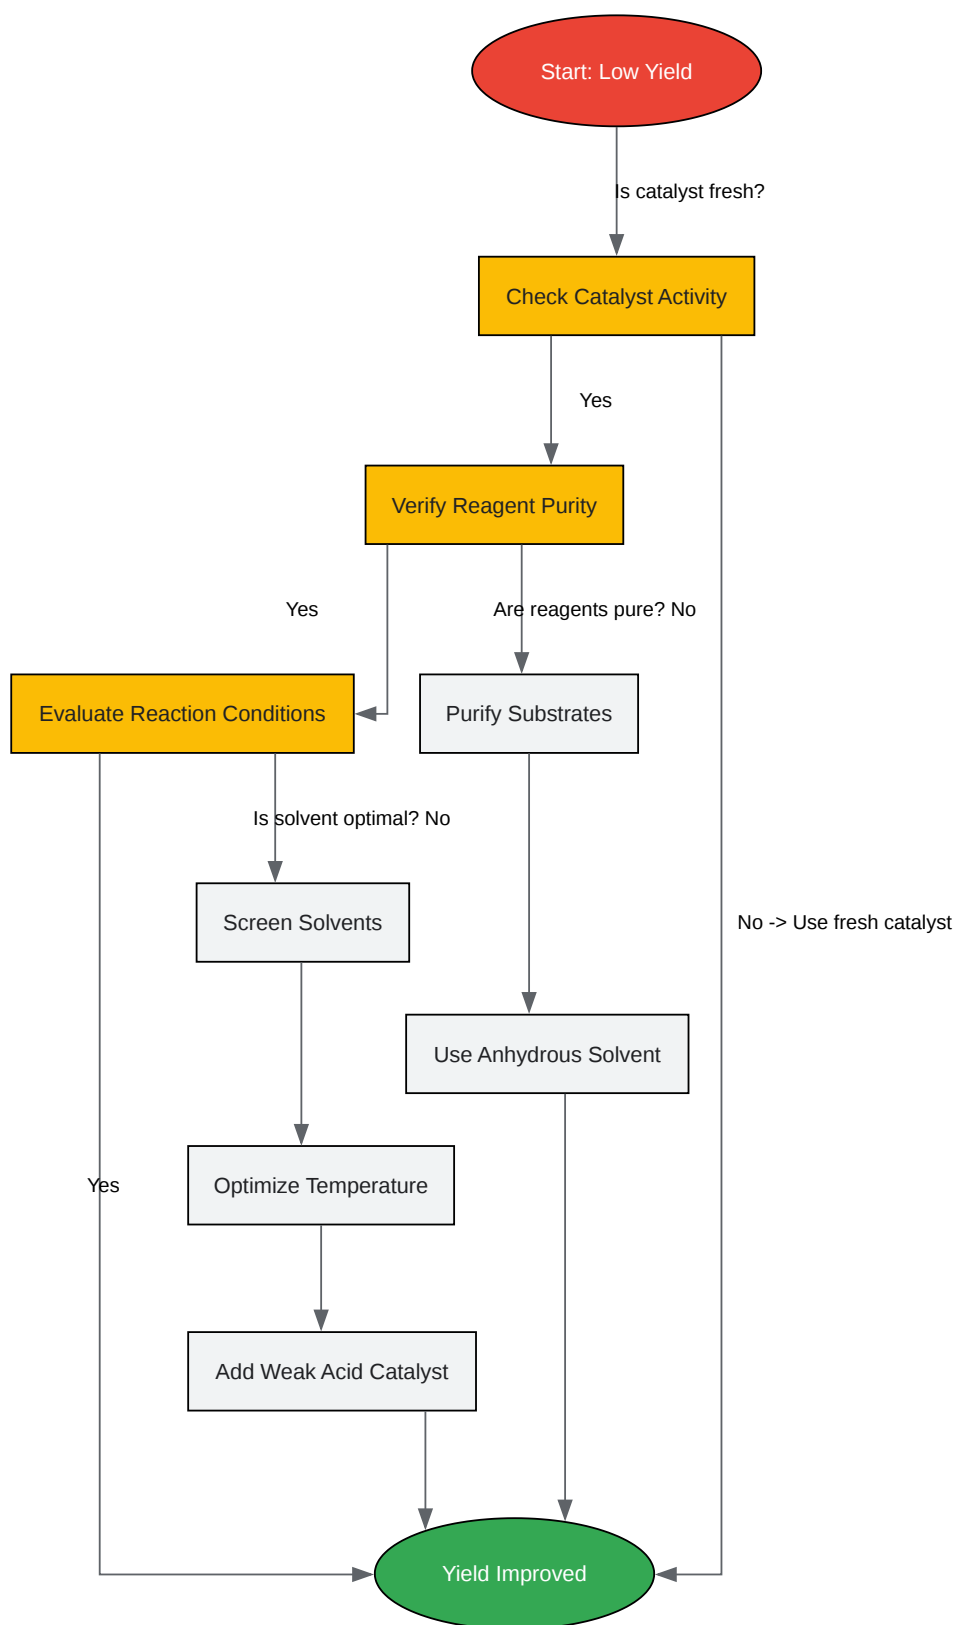 Start: Low Yield
Is catalyst fresh?
Check Catalyst Activity
Yes
Verify Reagent Purity
Yes
Are reagents pure? No
Evaluate Reaction Conditions
Purify Substrates
Is solvent optimal? No
Screen Solvents
No -> Use fresh catalyst
Use Anhydrous Solvent
Yes
Optimize Temperature
Add Weak Acid Catalyst
Yield Improved